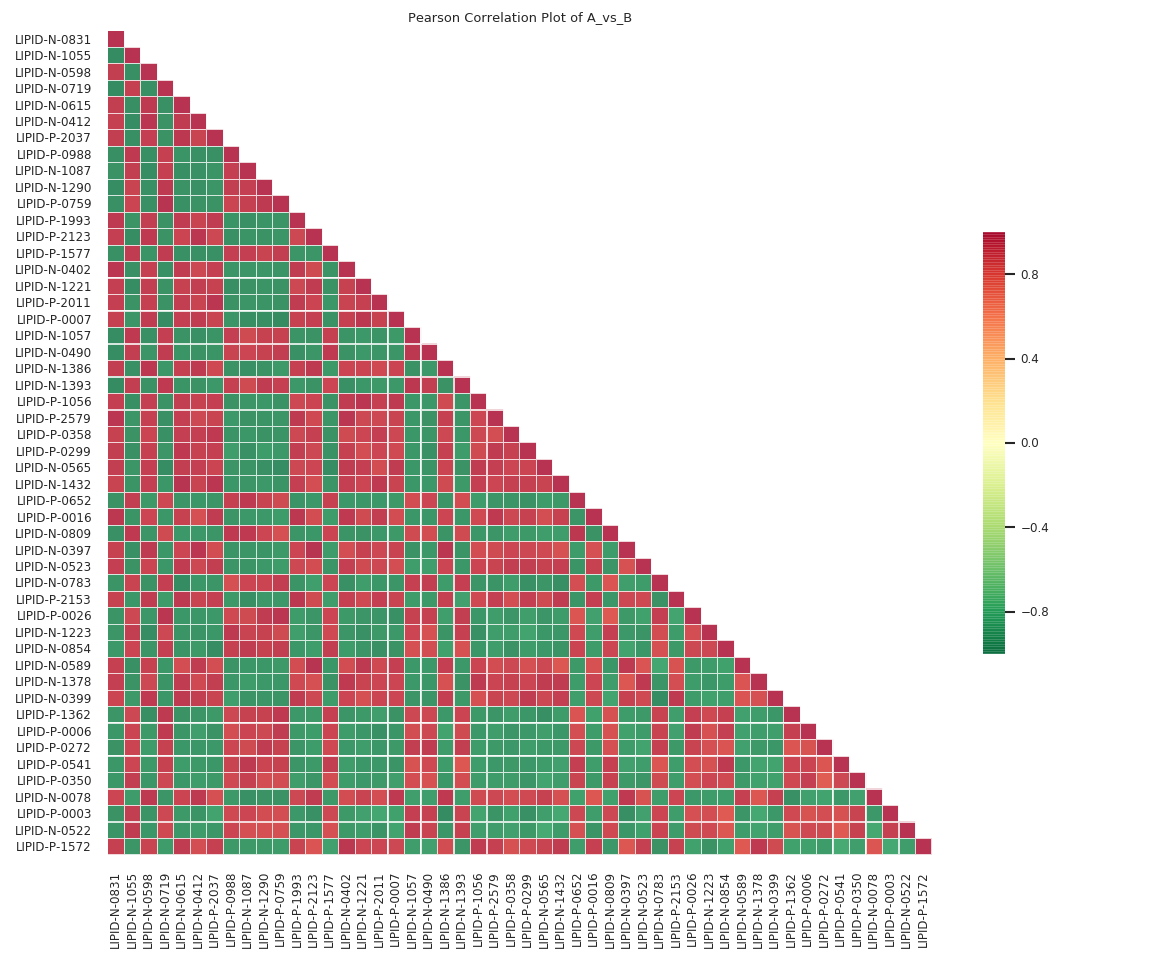 Pearson Correlation Plot of A_vs_B
LIPID-N-0831
LIPID-N-1055
LIPID-N-0598
LIPID-N-0719
LIPID-N-0615
LIPID-N-0412
LIPID-P-2037
LIPID-P-0988
LIPID-N-1087
LIPID-N-1290
LIPID-P-0759
LIPID-P-1993
LIPID-P-2123
LIPID-P-1577
LIPID-N-0402
LIPID-N-1221
LIPID-P-2011
LIPID-P-0007
LIPID-N-1057
LIPID-N-0490
LIPID-N-1386
LIPID-N-1393
LIPID-P-1056
LIPID-P-2579
LIPID-P-0358
LIPID-P-0299
LIPID-N-0565
LIPID-N-1432
LIPID-P-0652
LIPID-P-0016
LIPID-N-0809
LIPID-N-0397
LIPID-N-0523
LIPID-N-0783
LIPID-P-2153
LIPID-P-0026
LIPID-N-1223
LIPID-N-0854
LIPID-N-0589
LIPID-N-1378
LIPID-N-0399
LIPID-P-1362
LIPID-P-0006
LIPID-P-0272
LIPID-P-0541
LIPID-P-0350
LIPID-N-0078
LIPID-P-0003
LIPID-N-0522
LIPID-P-1572
0.8
0.4
0.0
−0.4
−0.8
LIPID-N-0831
LIPID-N-1055
LIPID-N-0598
LIPID-N-0719
LIPID-N-0615
LIPID-N-0412
LIPID-P-2037
LIPID-P-0988
LIPID-N-1087
LIPID-N-1290
LIPID-P-0759
LIPID-P-1993
LIPID-P-2123
LIPID-P-1577
LIPID-N-0402
LIPID-N-1221
LIPID-P-2011
LIPID-P-0007
LIPID-N-1057
LIPID-N-0490
LIPID-N-1386
LIPID-N-1393
LIPID-P-1056
LIPID-P-2579
LIPID-P-0358
LIPID-P-0299
LIPID-N-0565
LIPID-N-1432
LIPID-P-0652
LIPID-P-0016
LIPID-N-0809
LIPID-N-0397
LIPID-N-0523
LIPID-N-0783
LIPID-P-2153
LIPID-P-0026
LIPID-N-1223
LIPID-N-0854
LIPID-N-0589
LIPID-N-1378
LIPID-N-0399
LIPID-P-1362
LIPID-P-0006
LIPID-P-0272
LIPID-P-0541
LIPID-P-0350
LIPID-N-0078
LIPID-P-0003
LIPID-N-0522
LIPID-P-1572